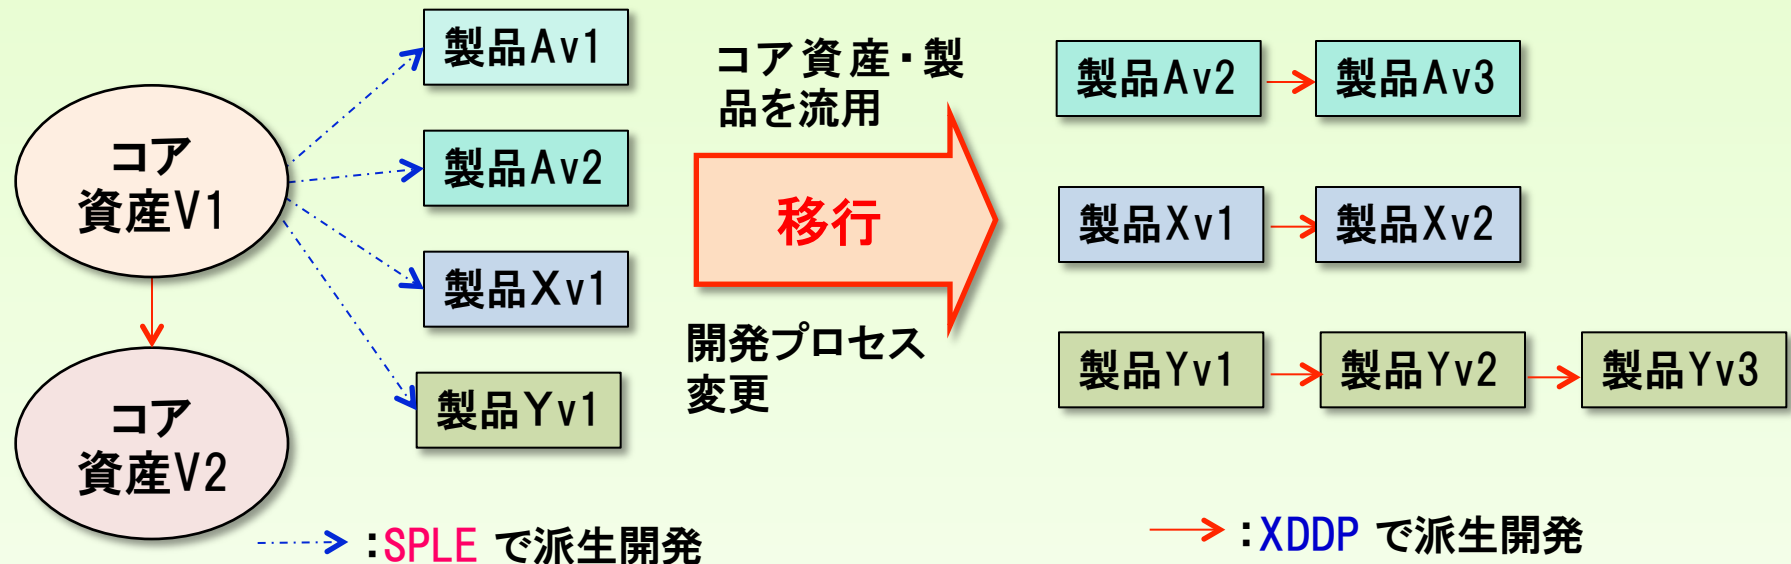 コア
資産V1
コア
資産V2
製品Av1
製品Av2
製品Xv1
製品Yv1
:SPLE で派生開発
コア資産・製
品を流用
移行
開発プロセス
変更
製品Av2
製品Av3
製品Xv1
製品Xv2
製品Yv1
製品Yv2
製品Yv3
:XDDP で派生開発